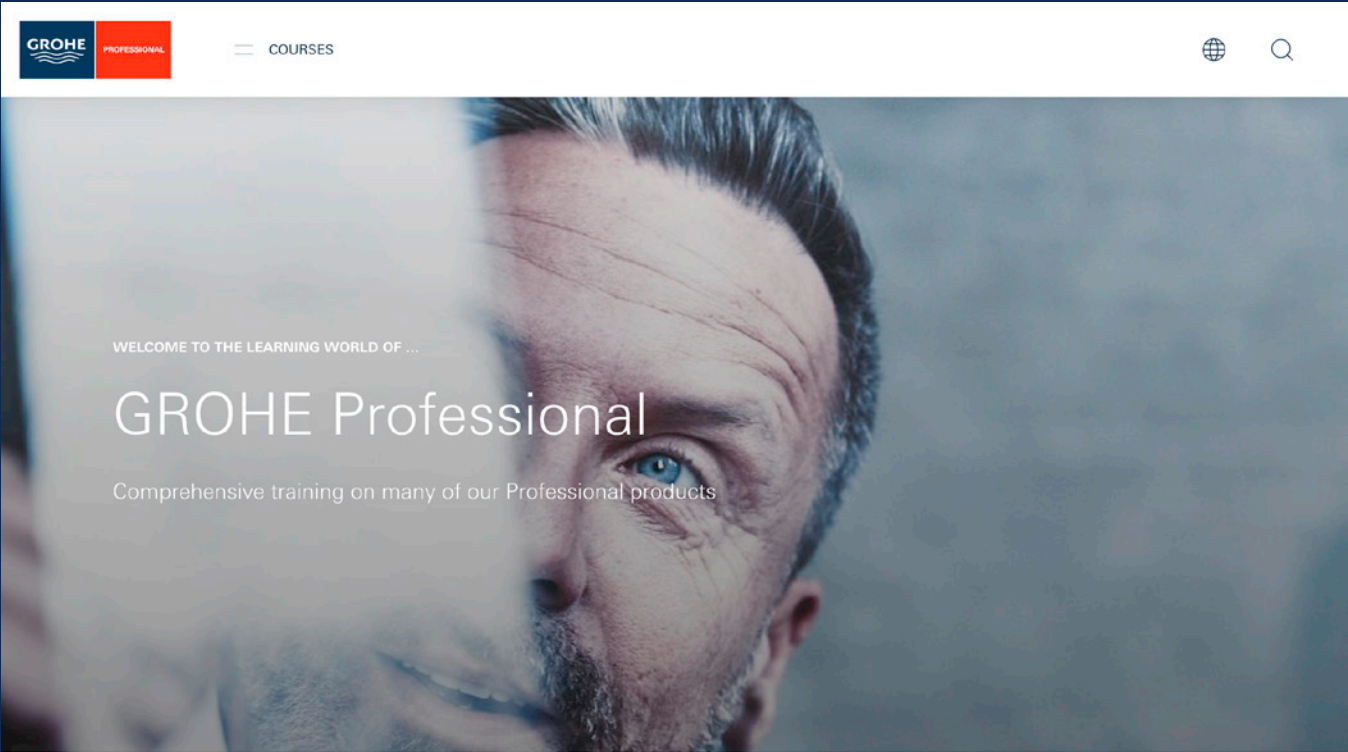 GROHE
PROFESSIONAL
COURSES
WELCOME TO THE LEARNING WORLD OF ...
GROHE Professional
Comprehensive training on many of our Professional products